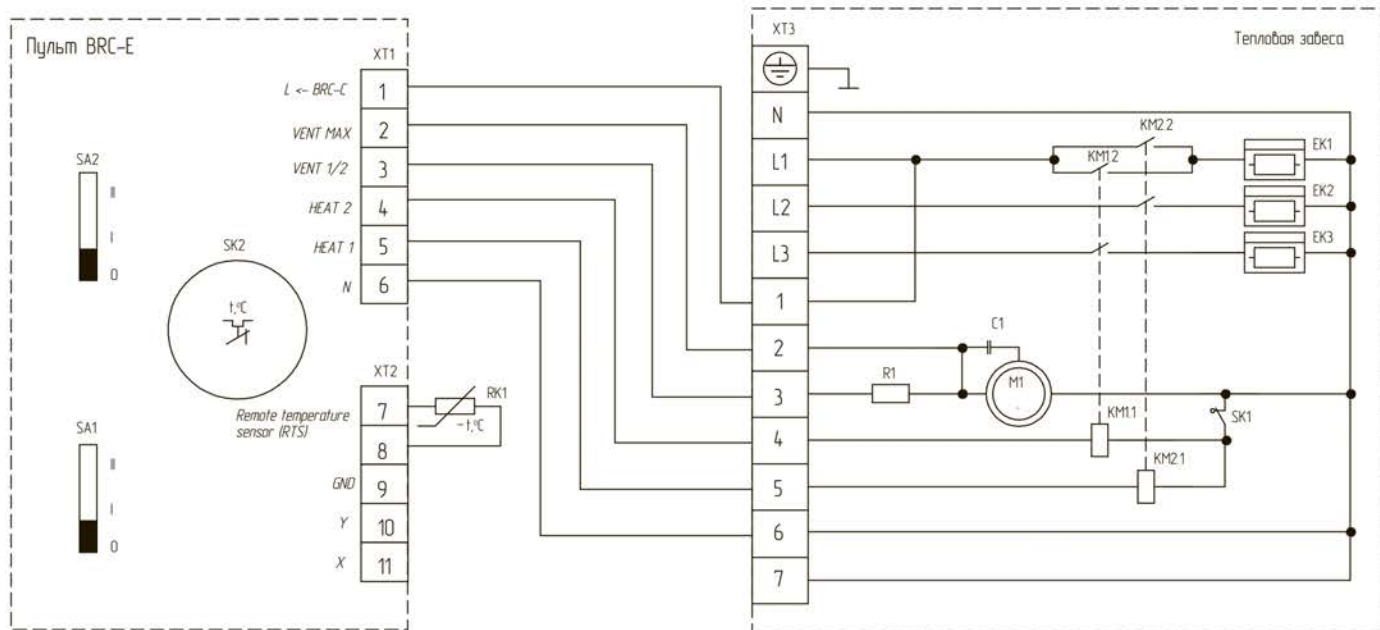 Пульт BRC-E
XT1
L <- BRC-C 1
VENT MAX 2
VENT 1/2 3
HEAT 2 4
HEAT 1 5
N 6
SA2
II
I
0
SK2
t,°C
XT2
Remote temperature
sensor (RTS)
7
8
GND 9
Y 10
X 11
RK1
-t,°C
SA1
II
I
0
XT3
Тепловая завеса
N
L1
L2
L3
1
2
3
4
5
6
7
KM2.2
KM1.2
EK1
EK2
EK3
C1
R1
M1
KM1.1
SK1
KM2.1